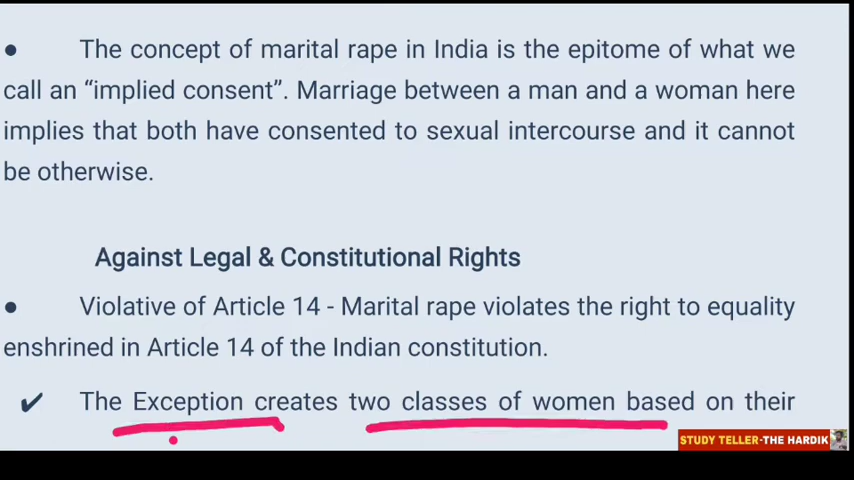 ● The concept of marital rape in India is the epitome of what we
call an “implied consent”. Marriage between a man and a woman here
implies that both have consented to sexual intercourse and it cannot
be otherwise.
Against Legal & Constitutional Rights
● Violative of Article 14 - Marital rape violates the right to equality
enshrined in Article 14 of the Indian constitution.
✔ The Exception creates two classes of women based on their
STUDY TELLER-THE HARDIK